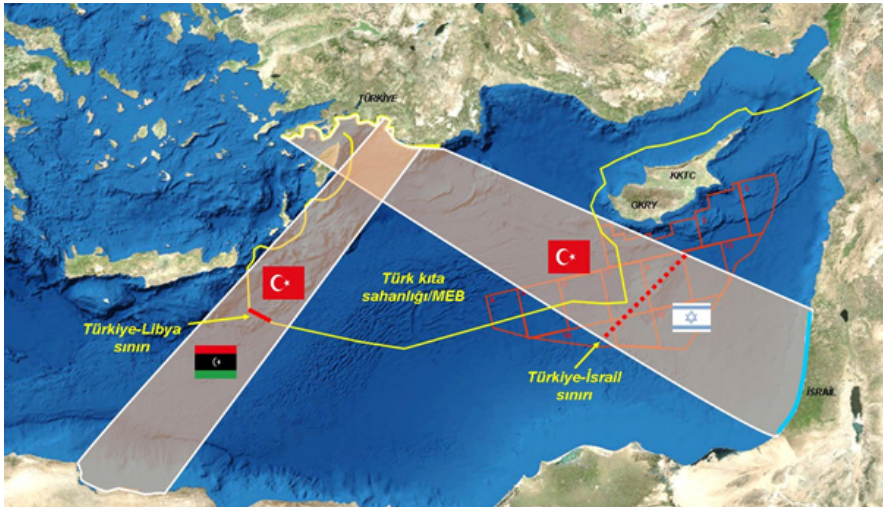 TÜRKİYE
KKTC
GKRY
Türk kıta
sahanlığı/MEB
Türkiye-Libya
sınırı
Türkiye-İsrail
sınırı
İSRAİL